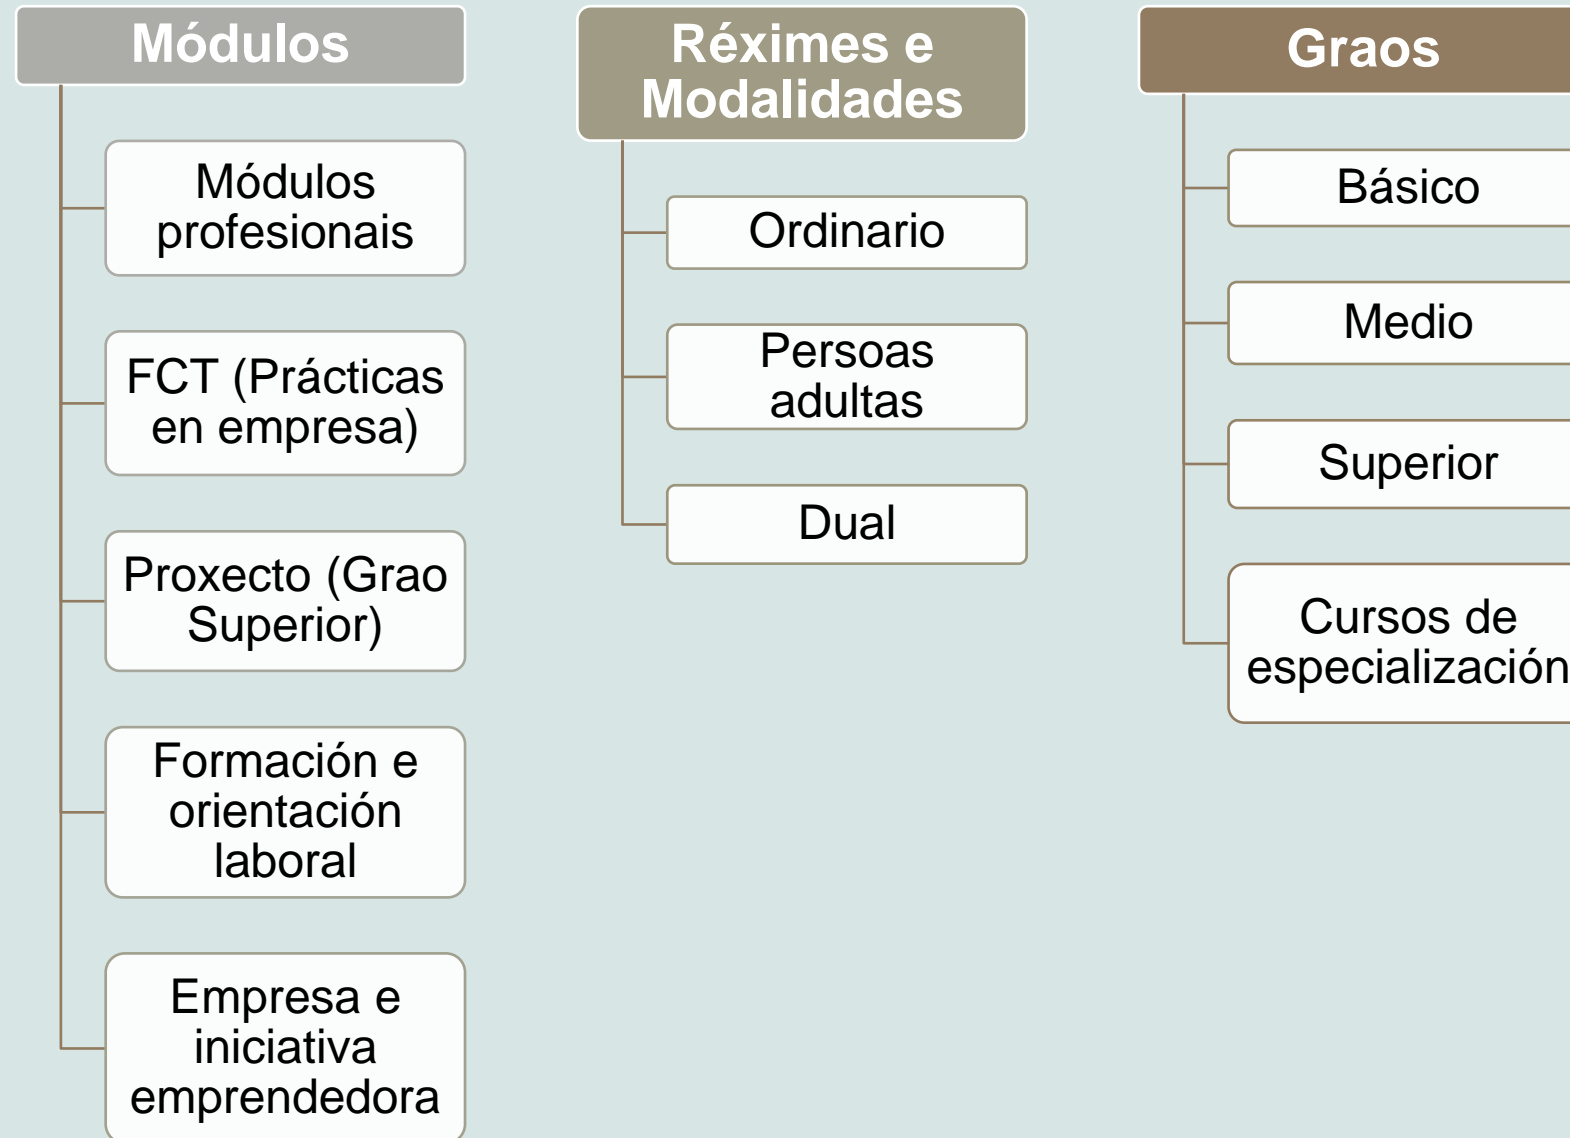 Módulos
Módulos
profesionais
FCT (Prácticas
en empresa)
Proxecto (Grao
Superior)
Formación e
orientación
laboral
Empresa e
iniciativa
emprendedora
Réximes e
Modalidades
Ordinario
Persoas
adultas
Dual
Graos
Básico
Medio
Superior
Cursos de
especialización